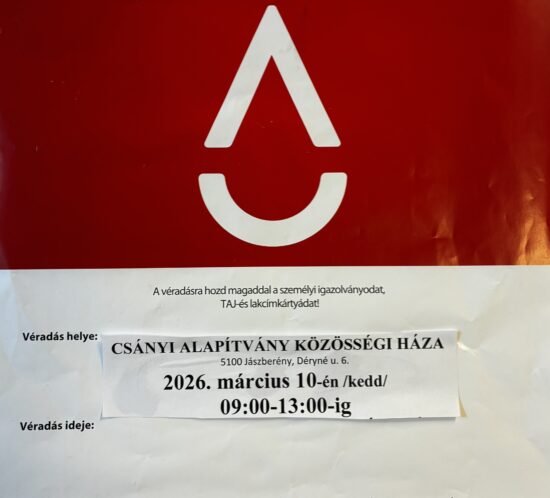 A véradásra hozd magaddal a személyi igazolványodat,
TAJ-és lakcímkártyádat!
Véradás helye:
CSÁNYI ALAPÍTVÁNY KÖZÖSSÉGI HÁZA
5100 Jászberény, Déryné u. 6.
2026. március 10-én /kedd/
09:00-13:00-ig
Véradás ideje: